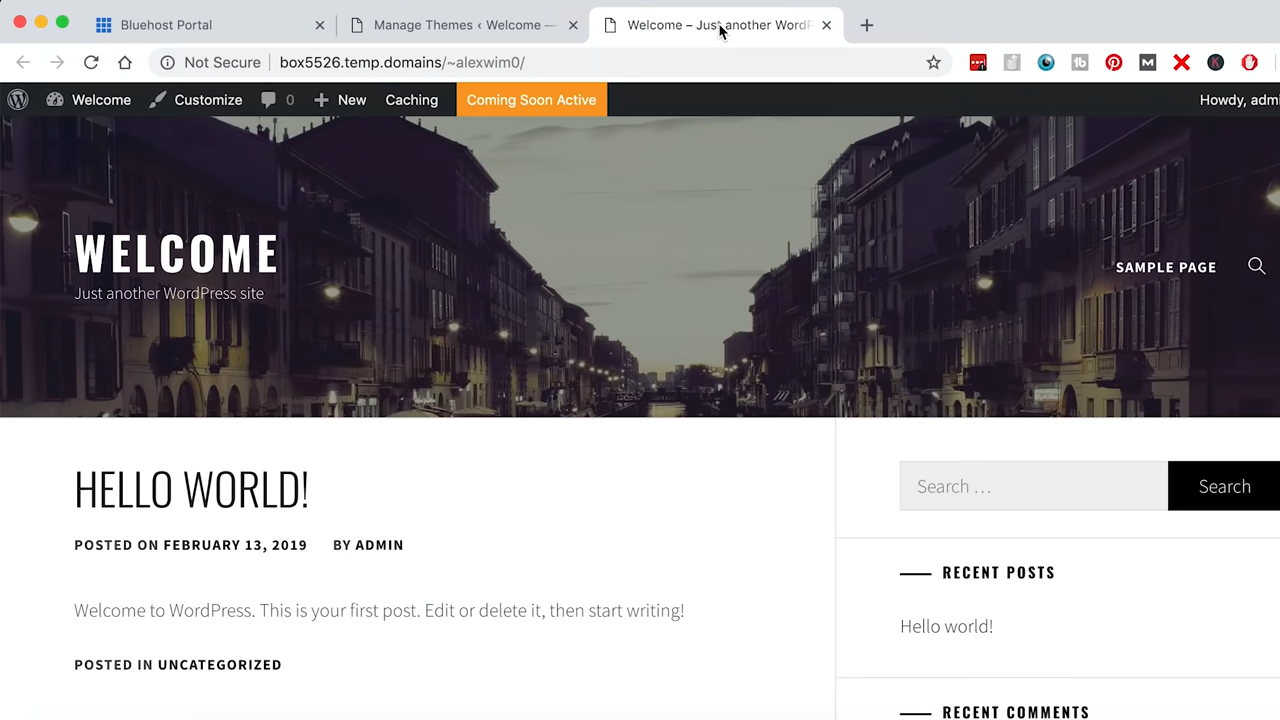 Bluehost Portal
Manage Themes ‹ Welcome —
Welcome – Just another WordP
Not Secure
box5526.temp.domains/~alexwim0/
Welcome
Customize
0
New
Caching
Coming Soon Active
Howdy, admi
WELCOME
Just another WordPress site
SAMPLE PAGE
HELLO WORLD!
POSTED ON FEBRUARY 13, 2019 BY ADMIN
Welcome to WordPress. This is your first post. Edit or delete it, then start writing!
POSTED IN UNCATEGORIZED
Search …
Search
RECENT POSTS
Hello world!
RECENT COMMENTS